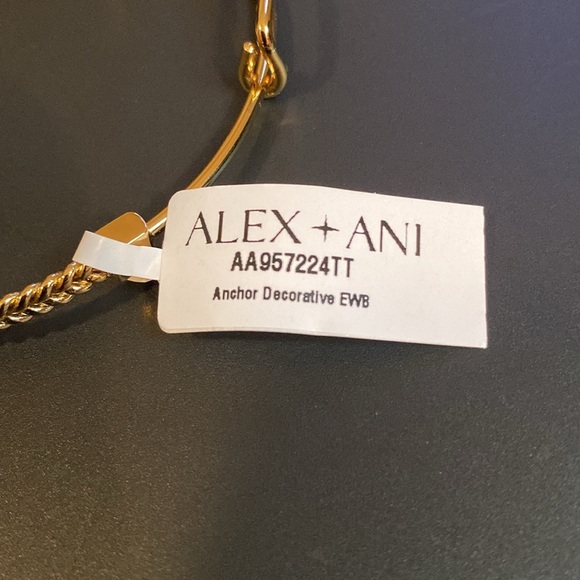 ALEX + ANI
AA957224TT
Anchor Decorative EWB